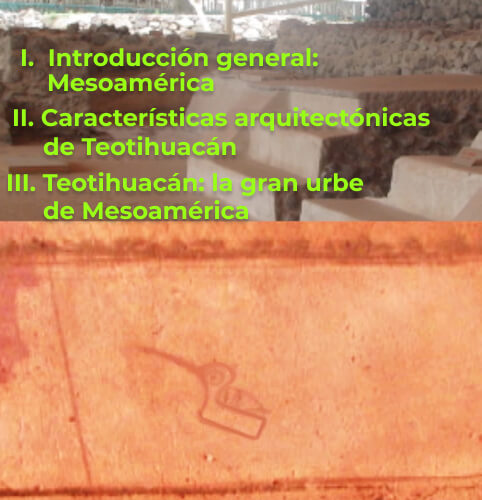 I. Introducción general:
Mesoamérica
II. Características arquitectónicas
de Teotihuacán
III. Teotihuacán: la gran urbe
de Mesoamérica